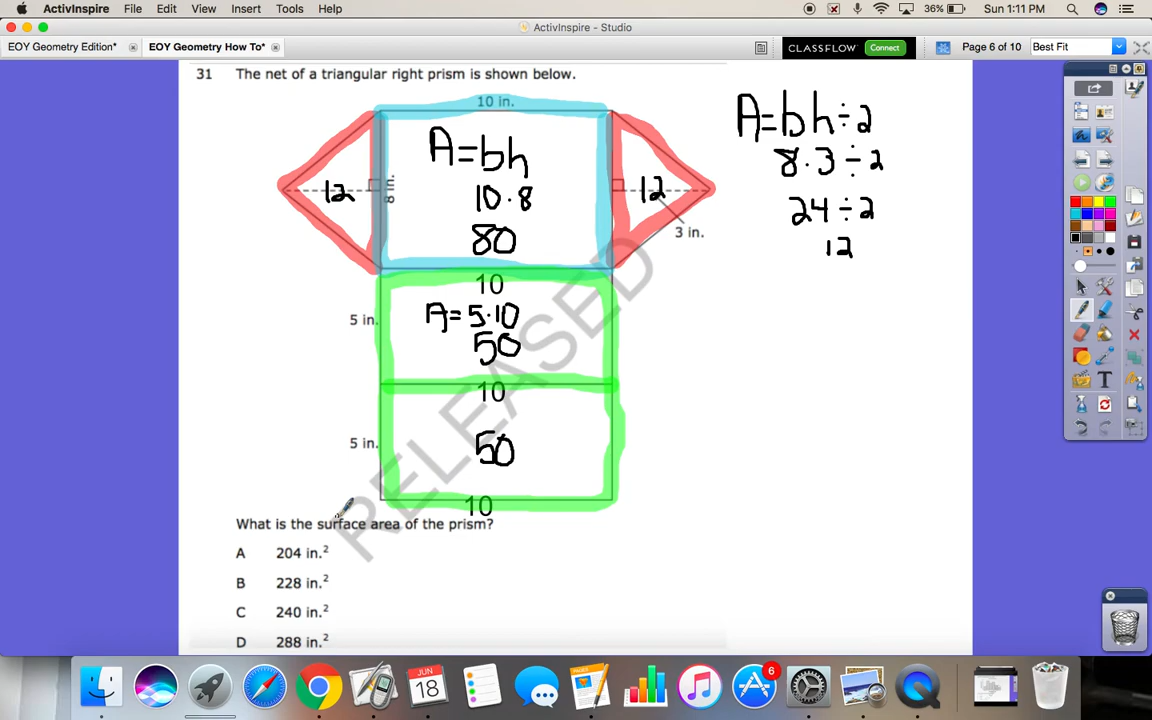 ActivInspire File Edit View Insert Tools Help 36% Sun 1:11 PM
ActivInspire - Studio
EOY Geometry Edition* EOY Geometry How To* CLASSFLOW Connect Page 6 of 10 Best Fit
31 The net of a triangular right prism is shown below.
10 in.
A=bh
10·8
80
8 in.
12
12
3 in.
A=bh÷2
8·3÷2
24÷2
12
10
5 in.
A=5·10
50
10
5 in.
50
10
RELEASED
What is the surface area of the prism?
A 204 in.²
B 228 in.²
C 240 in.²
D 288 in.²
T
JUN
18
6